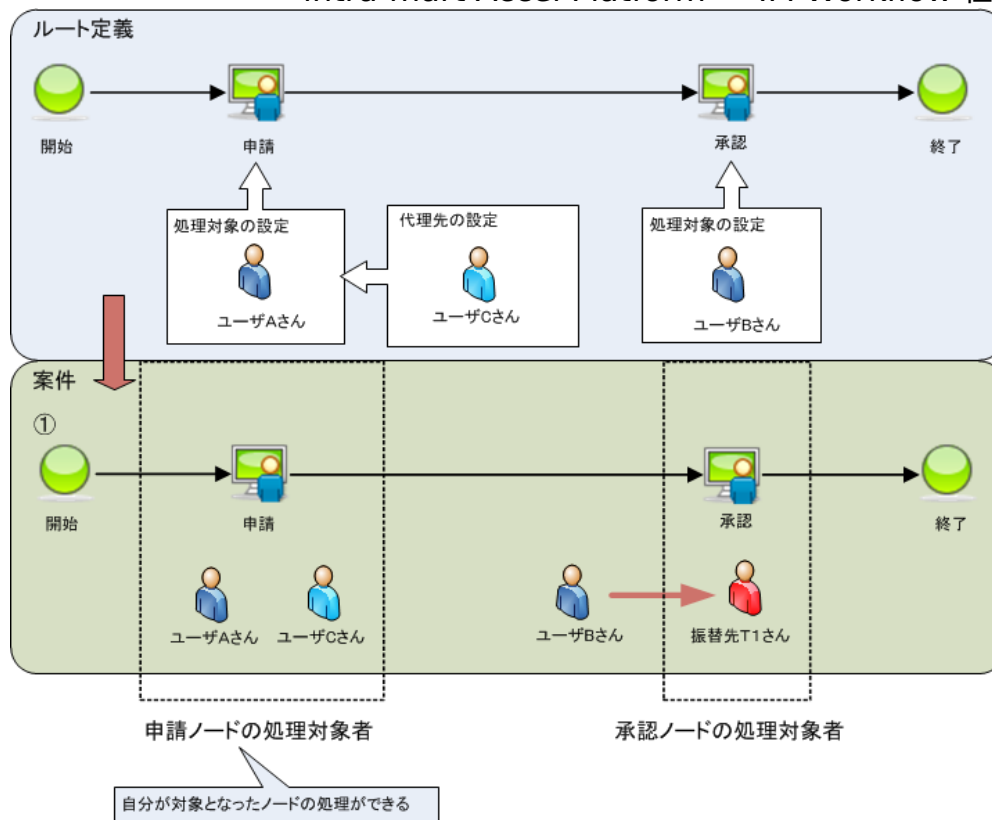 ルート定義
開始
申請
承認
終了
処理対象の設定
ユーザAさん
代理先の設定
ユーザCさん
処理対象の設定
ユーザBさん
案件
①
開始
申請
承認
終了
ユーザAさん
ユーザCさん
ユーザBさん
振替先T1さん
申請ノードの処理対象者
承認ノードの処理対象者
自分が対象となったノードの処理ができる